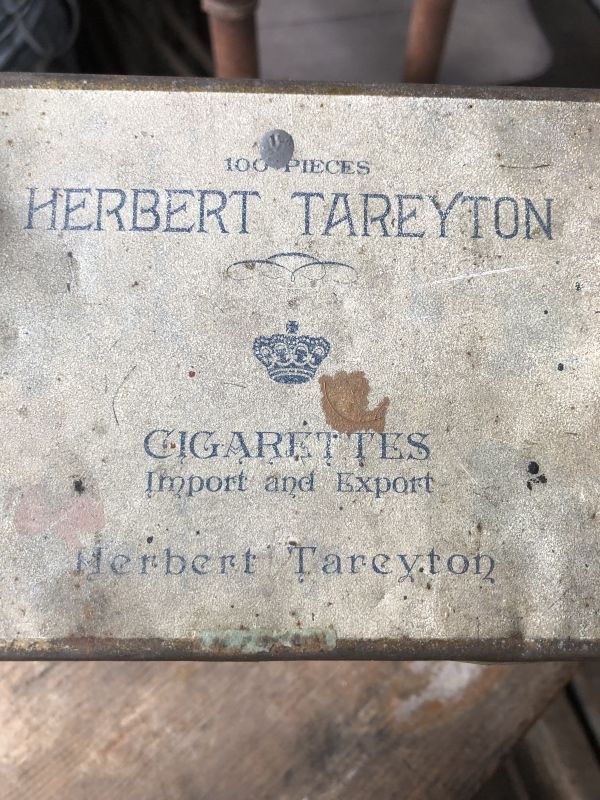 100 PIECES
HERBERT TAREYTON
CIGARETTES
Import and Export
Herbert Tareyton